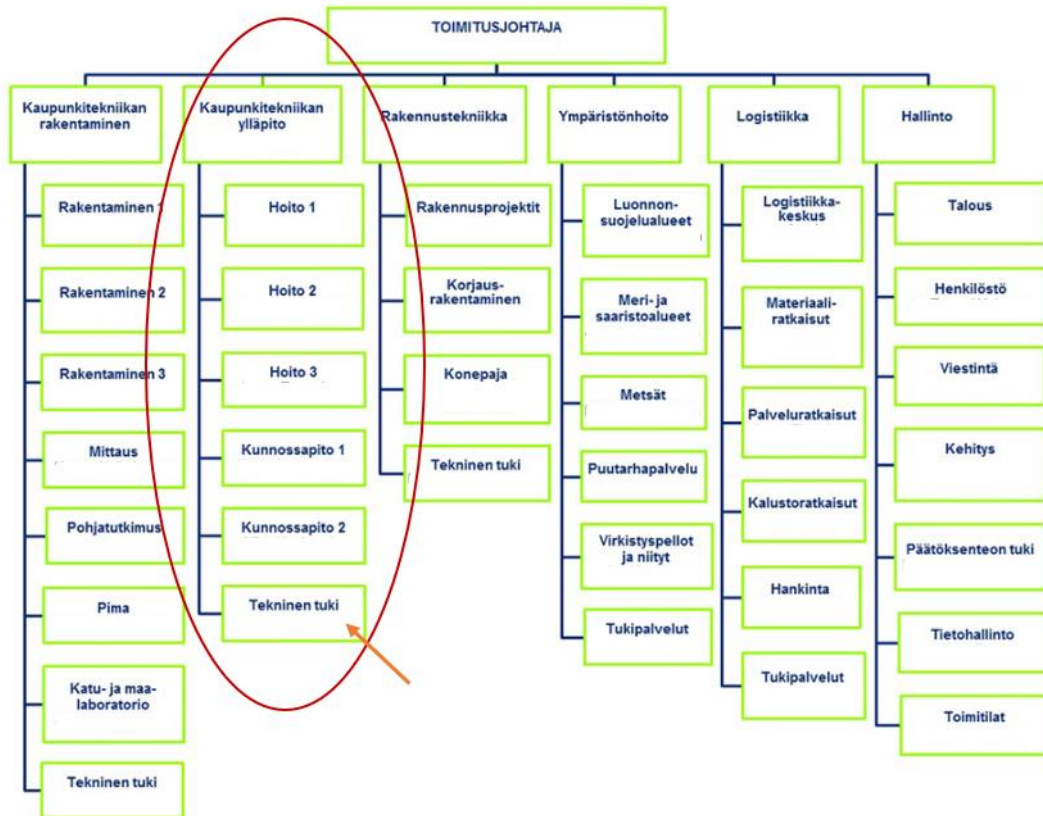 TOIMITUSJOHTAJA
Kaupunkitekniikan
rakentaminen
Rakentaminen 1
Rakentaminen 2
Rakentaminen 3
Mittaus
Pohjatutkimus
Pima
Katu- ja maa-
laboratorio
Tekninen tuki
Kaupunkitekniikan
ylläpito
Hoito 1
Hoito 2
Hoito 3
Kunnossapito 1
Kunnossapito 2
Tekninen tuki
Rakennustekniikka
Rakennusprojektit
Korjaus-
rakentaminen
Konepaja
Tekninen tuki
Ympäristönhoito
Luonnon-
suojelualueet
Meri- ja
saaristoalueet
Metsät
Puutarhapalvelu
Virkistyspellot
ja niityt
Tukipalvelut
Logistiikka
Logistiikka-
keskus
Materiaali-
ratkaisut
Palveluratkaisut
Kalustoratkaisut
Hankinta
Tukipalvelut
Hallinto
Talous
Henkilöstö
Viestintä
Kehitys
Päätöksenteon tuki
Tietohallinto
Toimitilat